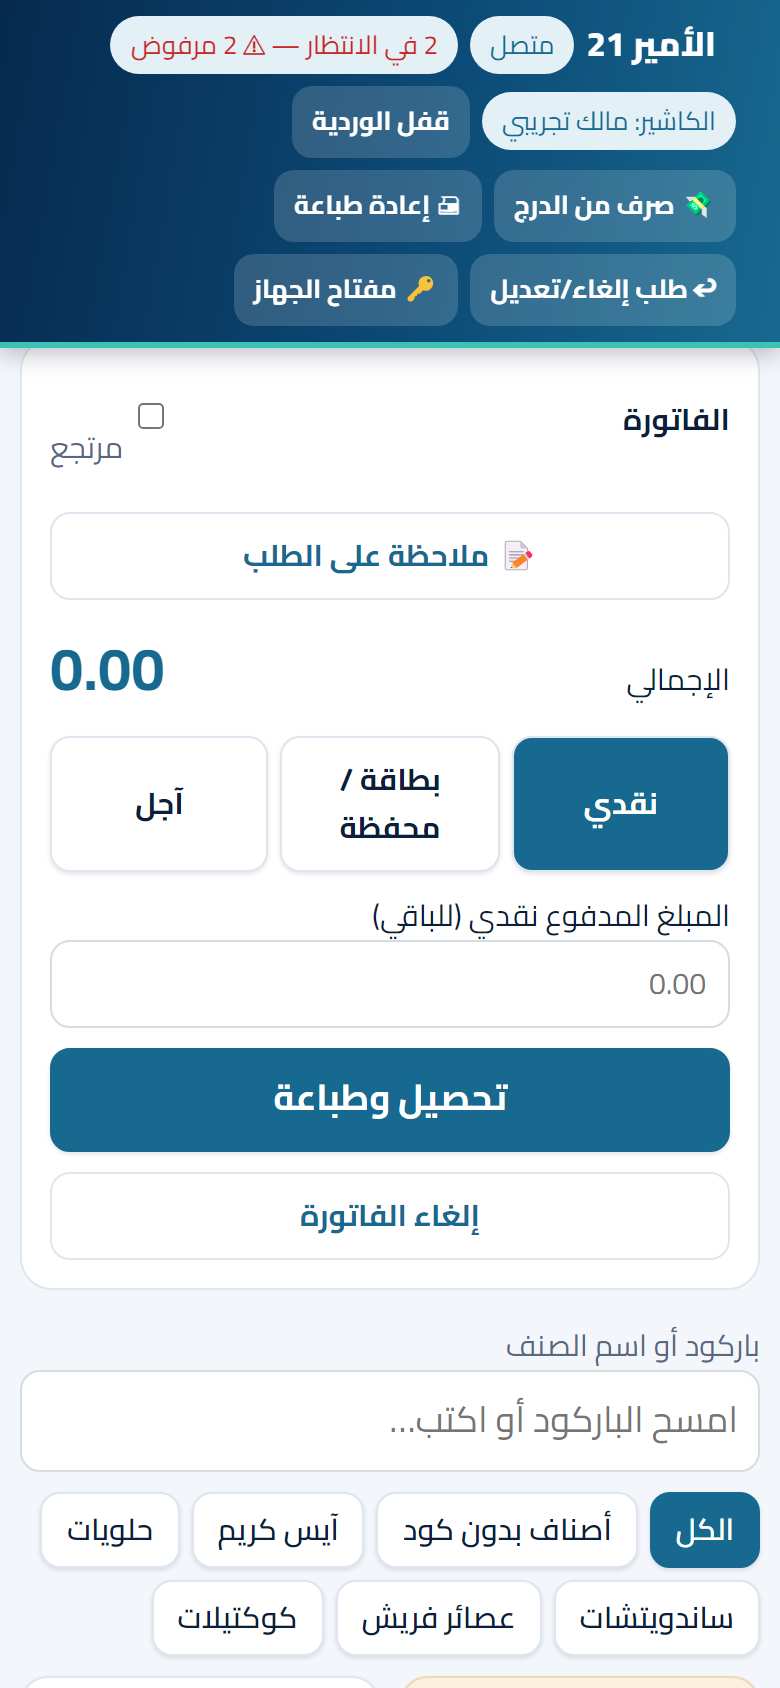 الأمير 21
متصل
2 في الانتظار — ⚠ 2 مرفوض
الكاشير: مالك تجريبي
قفل الوردية
💸 صرف من الدرج
🖨 إعادة طباعة
↩ طلب إلغاء/تعديل
🔑 مفتاح الجهاز
الفاتورة
مرتجع
📝 ملاحظة على الطلب
الإجمالي
0.00
نقدي
بطاقة /
محفظة
آجل
المبلغ المدفوع نقدي (للباقي)
0.00
تحصيل وطباعة
إلغاء الفاتورة
باركود أو اسم الصنف
امسح الباركود أو اكتب...
الكل
أصناف بدون كود
آيس كريم
حلويات
ساندويتشات
عصائر فريش
كوكتيلات